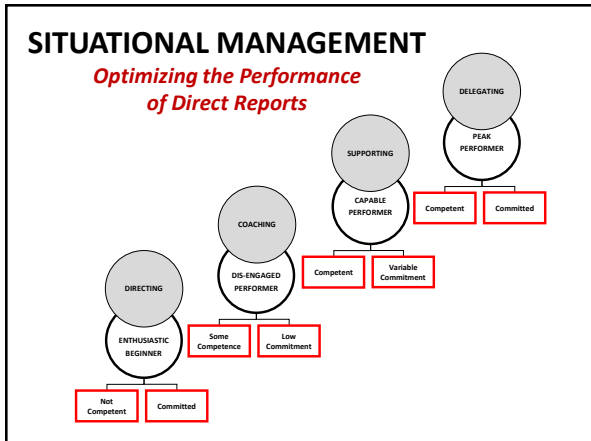 SITUATIONAL MANAGEMENT
Optimizing the Performance
of Direct Reports
DELEGATING
PEAK
PERFORMER
Competent
Committed
SUPPORTING
CAPABLE
PERFORMER
Competent
Variable
Commitment
COACHING
DIS-ENGAGED
PERFORMER
Some
Competence
Low
Commitment
DIRECTING
ENTHUSIASTIC
BEGINNER
Not
Competent
Committed